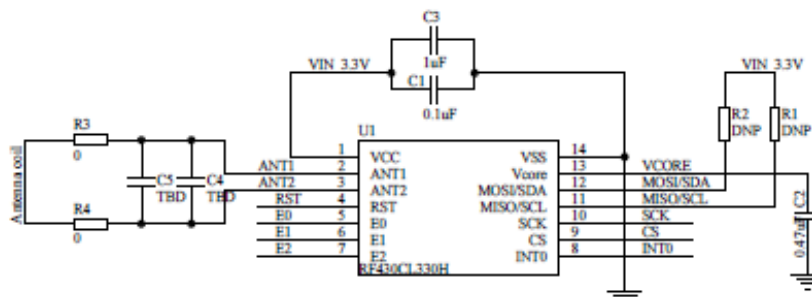 C3
VIN 3.3V
1uF
VIN 3.3V
C1
0.1uF
U1
R2
DNP
R1
DNP
R3
0
Antenna coil
C5
TBD
C4
TBD
R4
0
ANT1
ANT2
RST
E0
E1
E2
1
2
3
4
5
6
7
VCC
ANT1
ANT2
RST
E0
E1
E2
RF430CL330H
VSS
Vcore
MOSI/SDA
MISO/SCL
SCK
CS
INT0
14
13
12
11
10
9
8
VCORE
MOSI/SDA
MISO/SCL
SCK
CS
INT0
C2
0.47uF